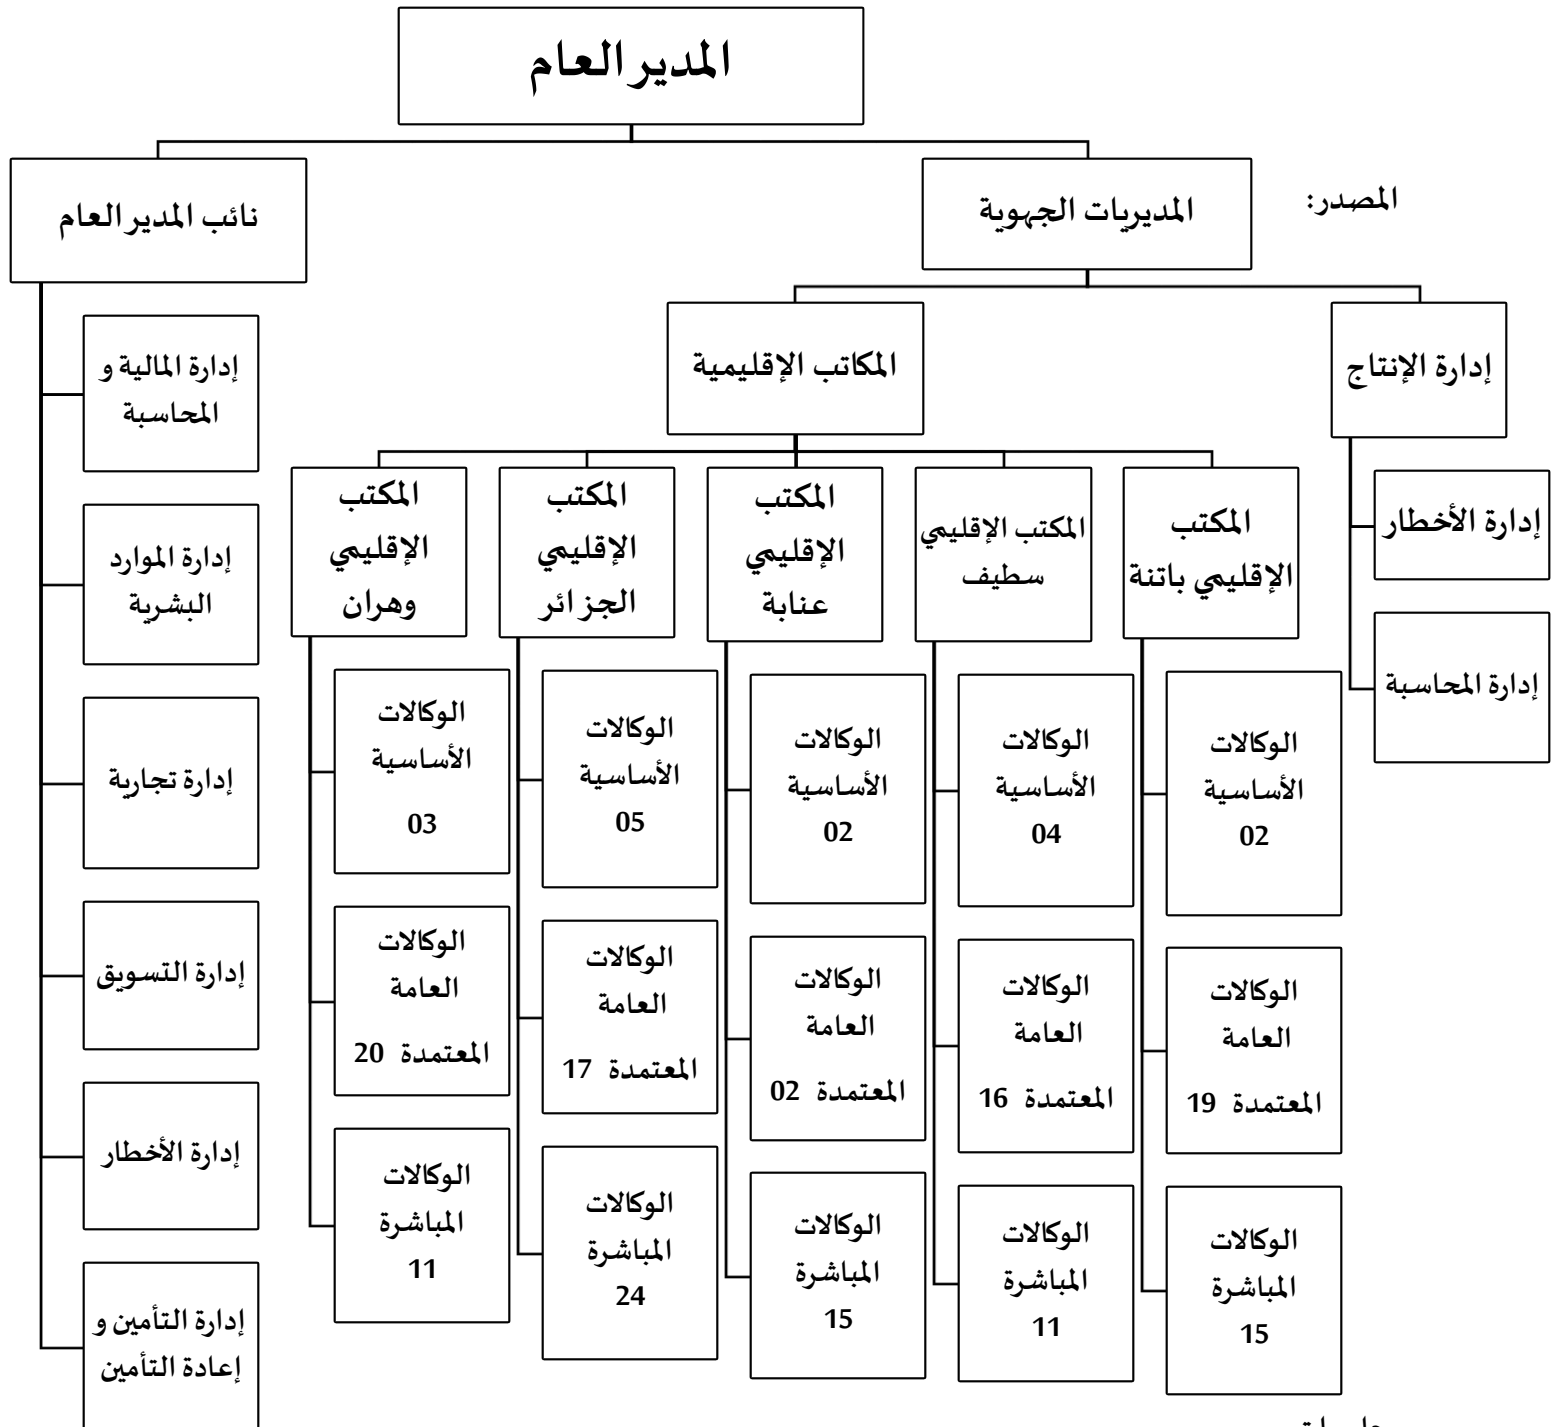 المدير العام
المصدر:
المديريات الجهوية
نائب المدير العام
إدارة الإنتاج
المكاتب الإقليمية
إدارة الأخطار
إدارة المحاسبة
المكتب
الإقليمي باتنة
الوكالات
الأساسية
02
الوكالات
العامة
المعتمدة 19
الوكالات
المباشرة
15
المكتب الإقليمي
سطيف
الوكالات
الأساسية
04
الوكالات
العامة
المعتمدة 16
الوكالات
المباشرة
11
المكتب
الإقليمي
عنابة
الوكالات
الأساسية
02
الوكالات
العامة
المعتمدة 02
الوكالات
المباشرة
15
المكتب
الإقليمي
الجزائر
الوكالات
الأساسية
05
الوكالات
العامة
المعتمدة 17
الوكالات
المباشرة
24
المكتب
الإقليمي
وهران
الوكالات
الأساسية
03
الوكالات
العامة
المعتمدة 20
الوكالات
المباشرة
11
إدارة المالية و
المحاسبة
إدارة الموارد
البشرية
إدارة تجارية
إدارة التسويق
إدارة الأخطار
إدارة التأمين و
إعادة التأمين